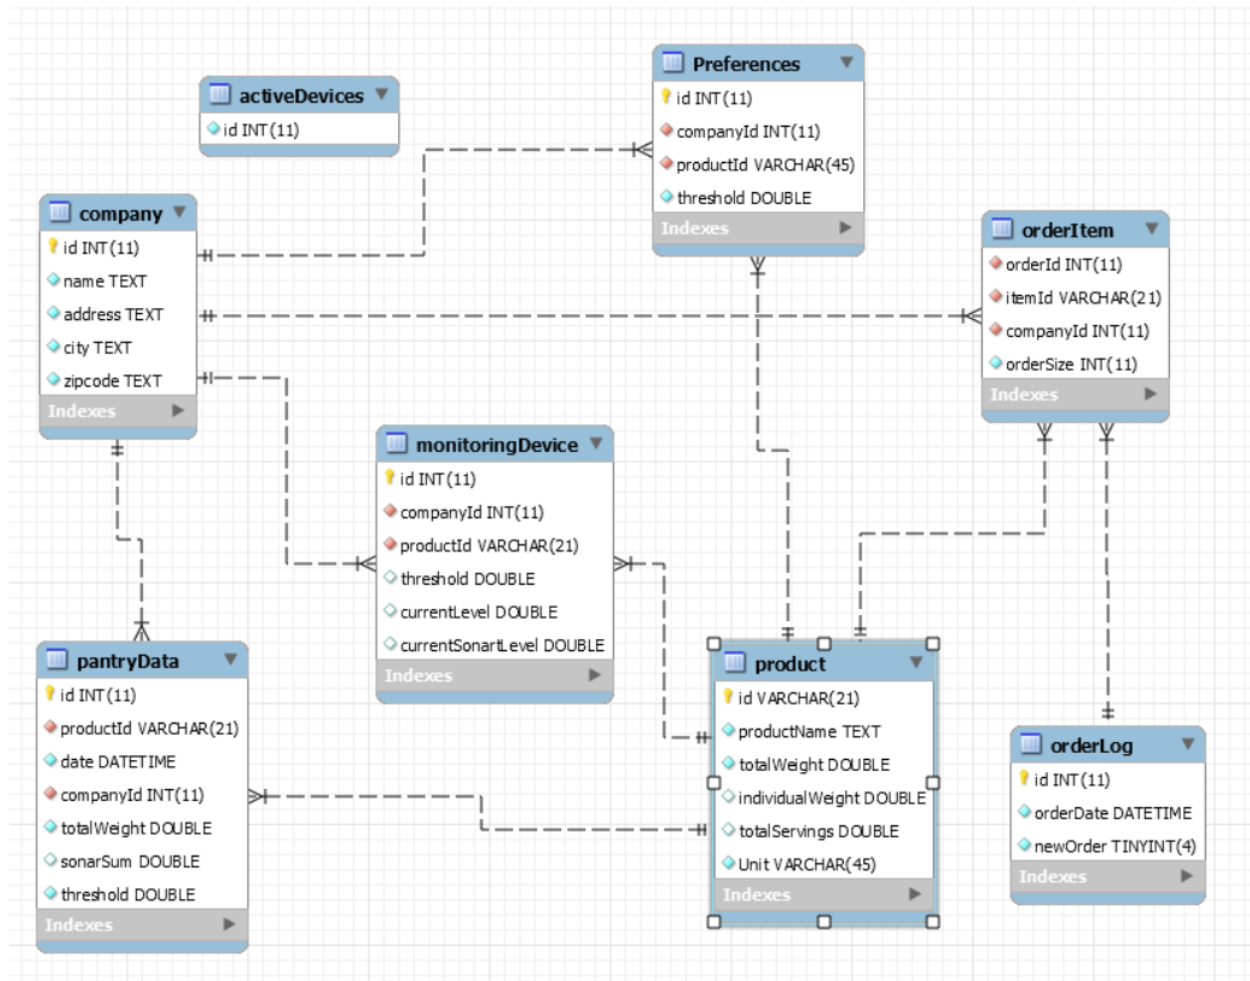 activeDevices
id INT(11)
Preferences
id INT(11)
companyId INT(11)
productId VARCHAR(45)
threshold DOUBLE
Indexes
company
id INT(11)
name TEXT
address TEXT
city TEXT
zipcode TEXT
Indexes
orderItem
orderId INT(11)
itemId VARCHAR(21)
companyId INT(11)
orderSize INT(11)
Indexes
monitoringDevice
id INT(11)
companyId INT(11)
productId VARCHAR(21)
threshold DOUBLE
currentLevel DOUBLE
currentSonartLevel DOUBLE
Indexes
pantryData
id INT(11)
productId VARCHAR(21)
date DATETIME
companyId INT(11)
totalWeight DOUBLE
sonarSum DOUBLE
threshold DOUBLE
Indexes
product
id VARCHAR(21)
productName TEXT
totalWeight DOUBLE
individualWeight DOUBLE
totalServings DOUBLE
Unit VARCHAR(45)
Indexes
orderLog
id INT(11)
orderDate DATETIME
newOrder TINYINT(4)
Indexes